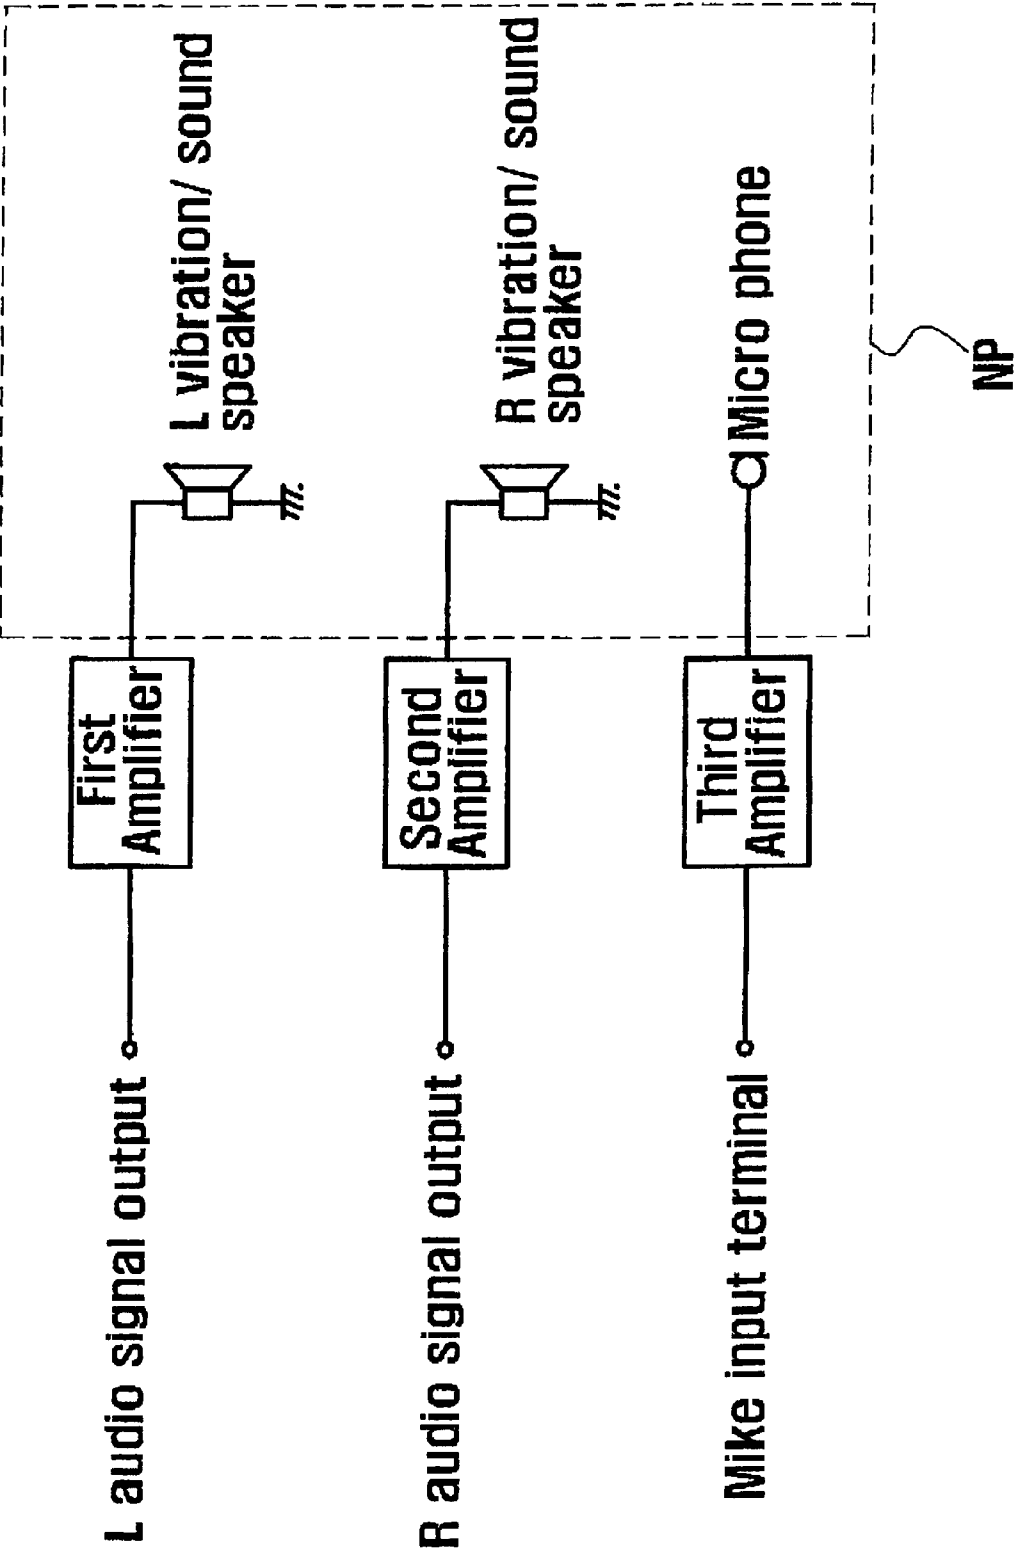 L audio signal output
First
Amplifier
L vibration/ sound
speaker
R audio signal output
Second
Amplifier
R vibration/ sound
speaker
Mike input terminal
Third
Amplifier
Micro phone
NP